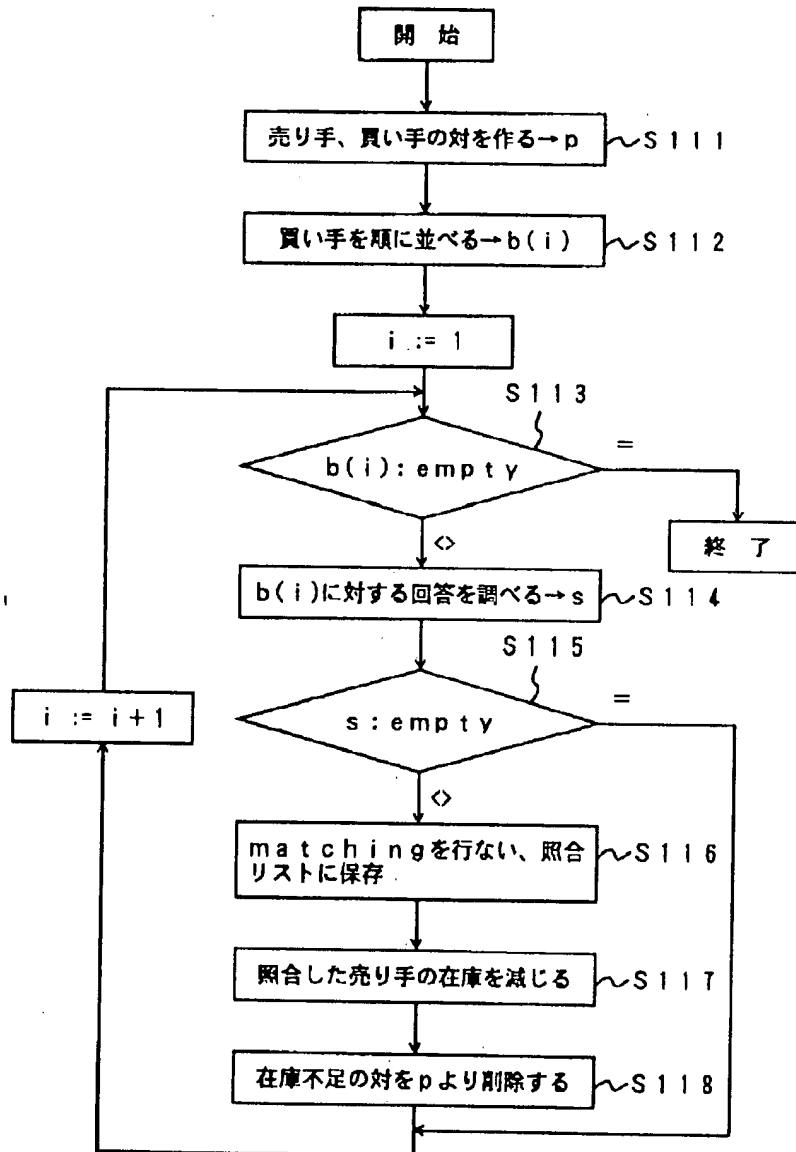 開 始
売り手、買い手の対を作る→p
S111
買い手を順に並べる→b(i)
S112
i := 1
S113
b(i):empty
=
<>
終 了
b(i)に対する回答を調べる→s
S114
S115
s:empty
=
<>
i := i+1
matchingを行ない、照合
リストに保存
S116
照合した売り手の在庫を減じる
S117
在庫不足の対をpより削除する
S118